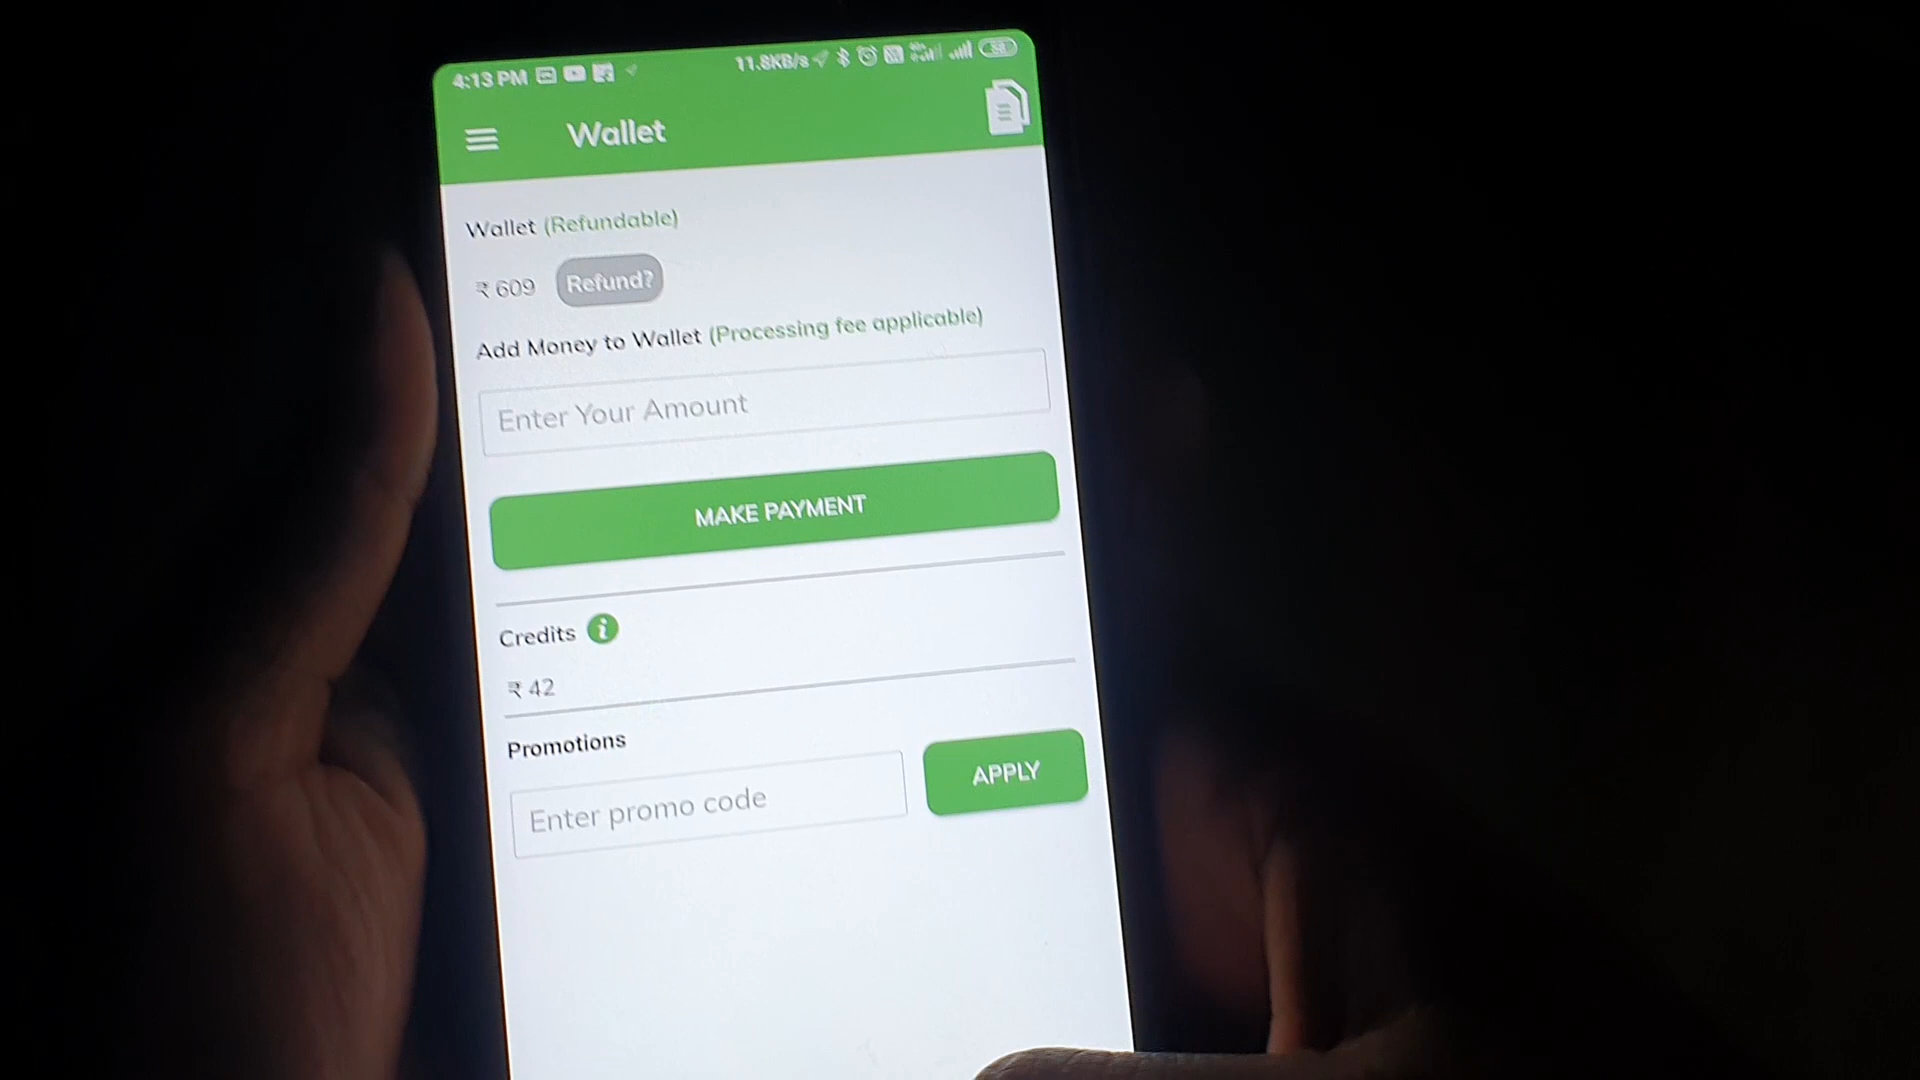 4:13 PM 11.8KB/s 58
Wallet
Wallet (Refundable)
₹ 609 Refund?
Add Money to Wallet (Processing fee applicable)
Enter Your Amount
MAKE PAYMENT
Credits i
₹ 42
Promotions
Enter promo code APPLY